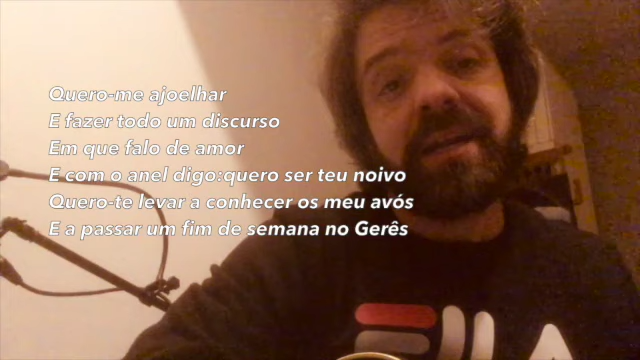 Quero-me ajoelhar
E fazer todo um discurso
Em que falo de amor
E com o anel digo:quero ser teu noivo
Quero-te levar a conhecer os meu avós
E a passar um fim de semana no Gerês
FILA